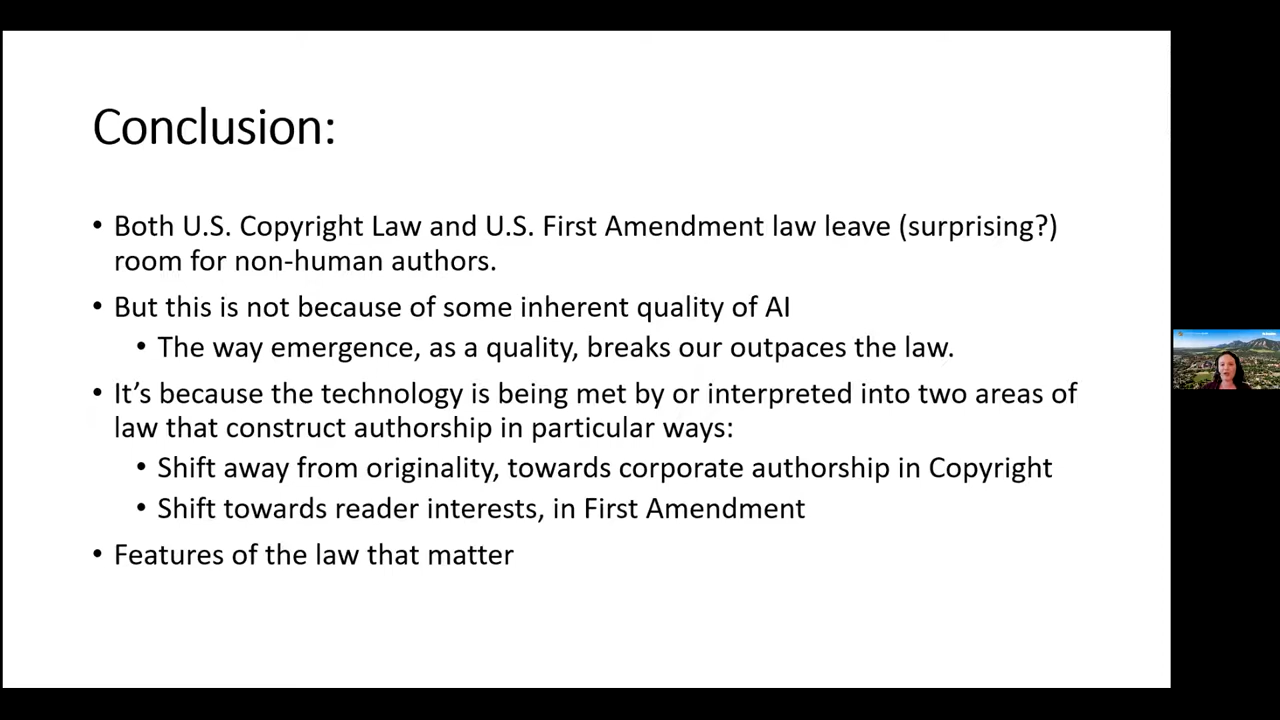 Conclusion:
• Both U.S. Copyright Law and U.S. First Amendment law leave (surprising?)
room for non-human authors.
• But this is not because of some inherent quality of AI
• The way emergence, as a quality, breaks our outpaces the law.
• It’s because the technology is being met by or interpreted into two areas of
law that construct authorship in particular ways:
• Shift away from originality, towards corporate authorship in Copyright
• Shift towards reader interests, in First Amendment
• Features of the law that matter